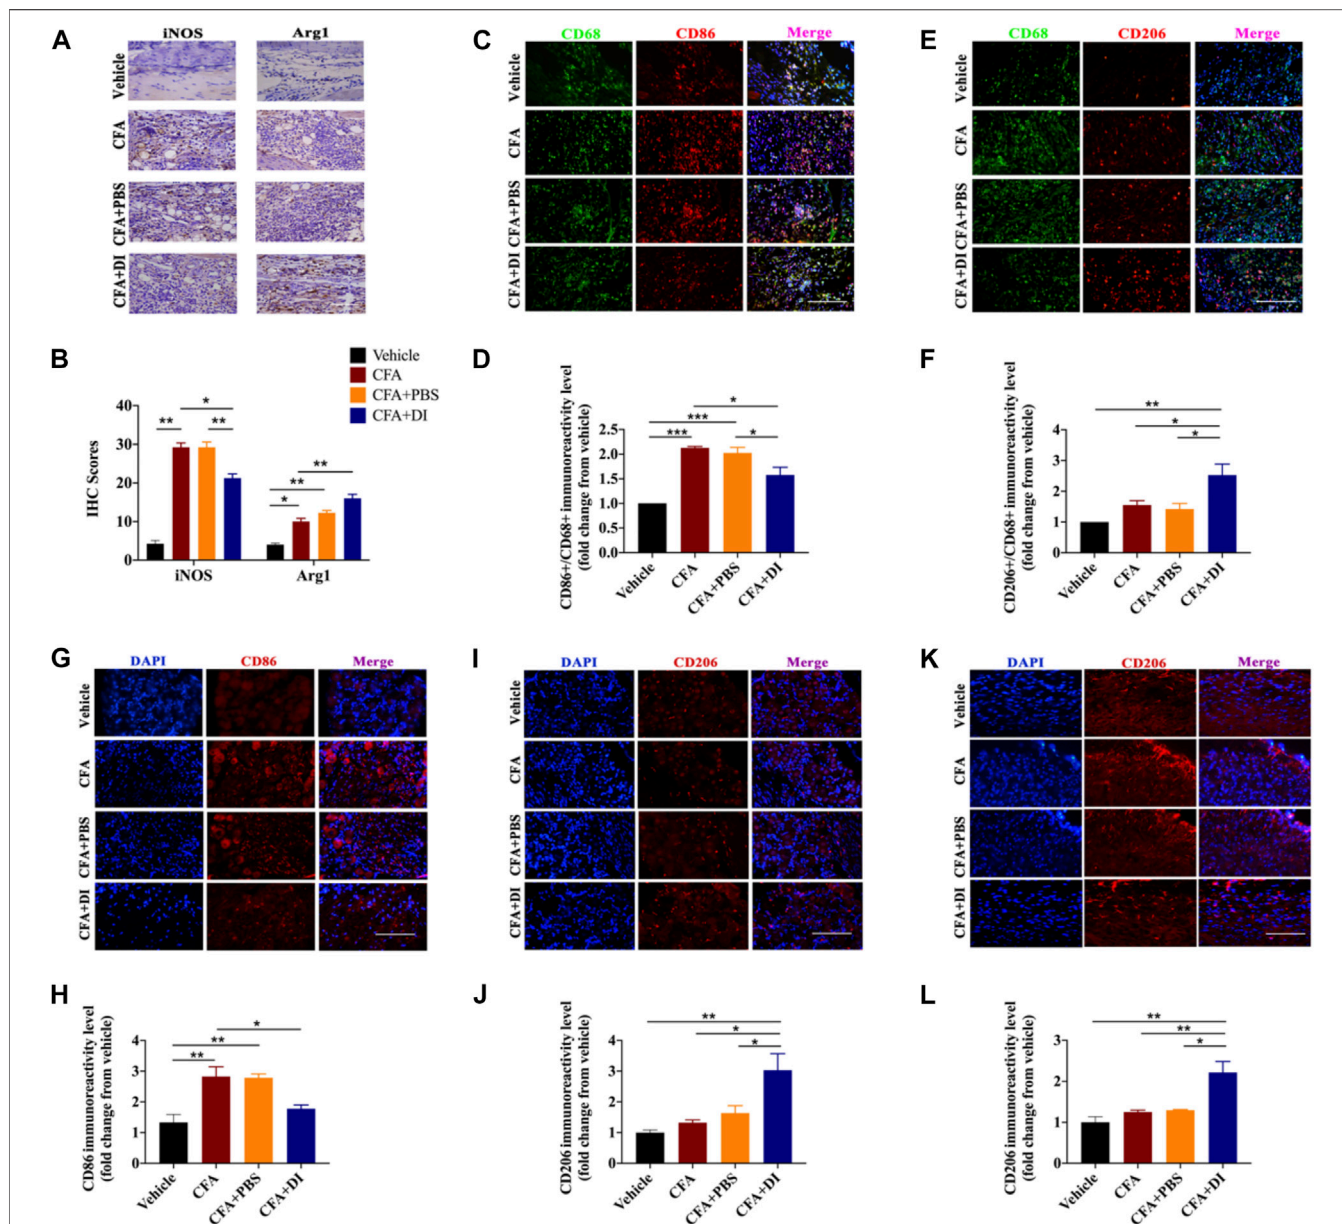 A
iNOS
Arg1
Vehicle
CFA
CFA+PBS
CFA+DI
C
CD68
CD86
Merge
Vehicle
CFA
CFA+PBS
CFA+DI
E
CD68
CD206
Merge
Vehicle
CFA
CFA+PBS
CFA+DI
B
Vehicle
CFA
CFA+PBS
CFA+DI
IHC Scores
40
30
20
10
0
*
**
**
**
**
*
iNOS
Arg1
D
CD86+/CD68+ immunoreactivity level
(fold change from vehicle)
2.5
2.0
1.5
1.0
0.5
0.0
*
***
***
*
Vehicle
CFA
CFA+PBS
CFA+DI
F
CD206+/CD68+ immunoreactivity level
(fold change from vehicle)
4
3
2
1
0
**
*
*
Vehicle
CFA
CFA+PBS
CFA+DI
G
DAPI
CD86
Merge
Vehicle
CFA
CFA+PBS
CFA+DI
I
DAPI
CD206
Merge
Vehicle
CFA
CFA+PBS
CFA+DI
K
DAPI
CD206
Merge
Vehicle
CFA
CFA+PBS
CFA+DI
H
CD86 immunoreactivity level
(fold change from vehicle)
4
3
2
1
0
*
**
**
Vehicle
CFA
CFA+PBS
CFA+DI
J
CD206 immunoreactivity level
(fold change from vehicle)
4
3
2
1
0
**
*
*
Vehicle
CFA
CFA+PBS
CFA+DI
L
CD206 immunoreactivity level
(fold change from vehicle)
3
2
1
0
**
**
*
Vehicle
CFA
CFA+PBS
CFA+DI